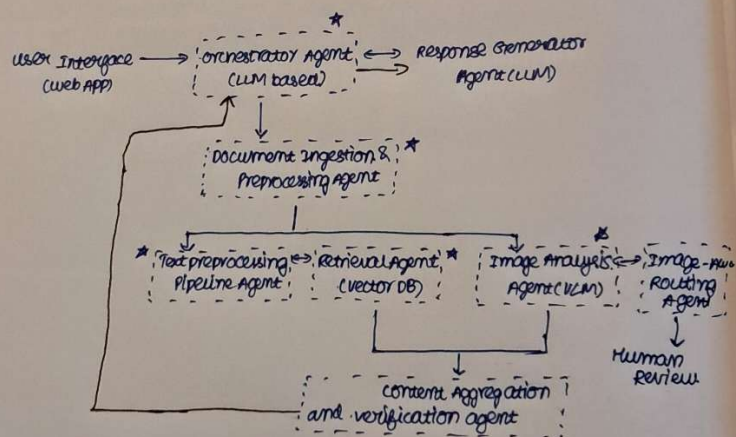 User Interface
(Web APP)
Orchestrator Agent
(LLM based)
Response Generator
Agent (LLM)
Document Ingestion &
Preprocessing Agent
Text preprocessing
Pipeline Agent
Retrieval Agent
(Vector DB)
Image Analysis
Agent (VLM)
Image-
Routing
Agent
Human
Review
Content Aggregation
and verification agent